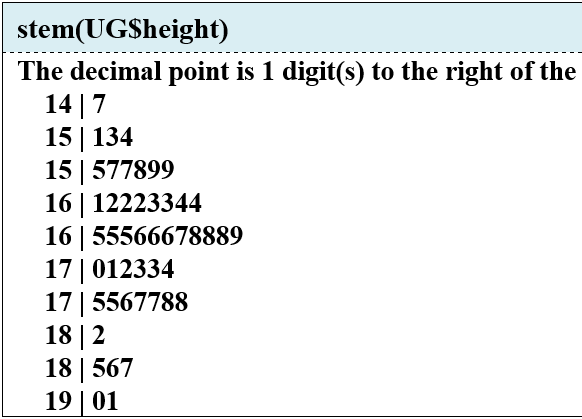 stem(UG$height)
The decimal point is 1 digit(s) to the right of the
14 | 7
15 | 134
15 | 577899
16 | 12223344
16 | 55566678889
17 | 012334
17 | 5567788
18 | 2
18 | 567
19 | 01